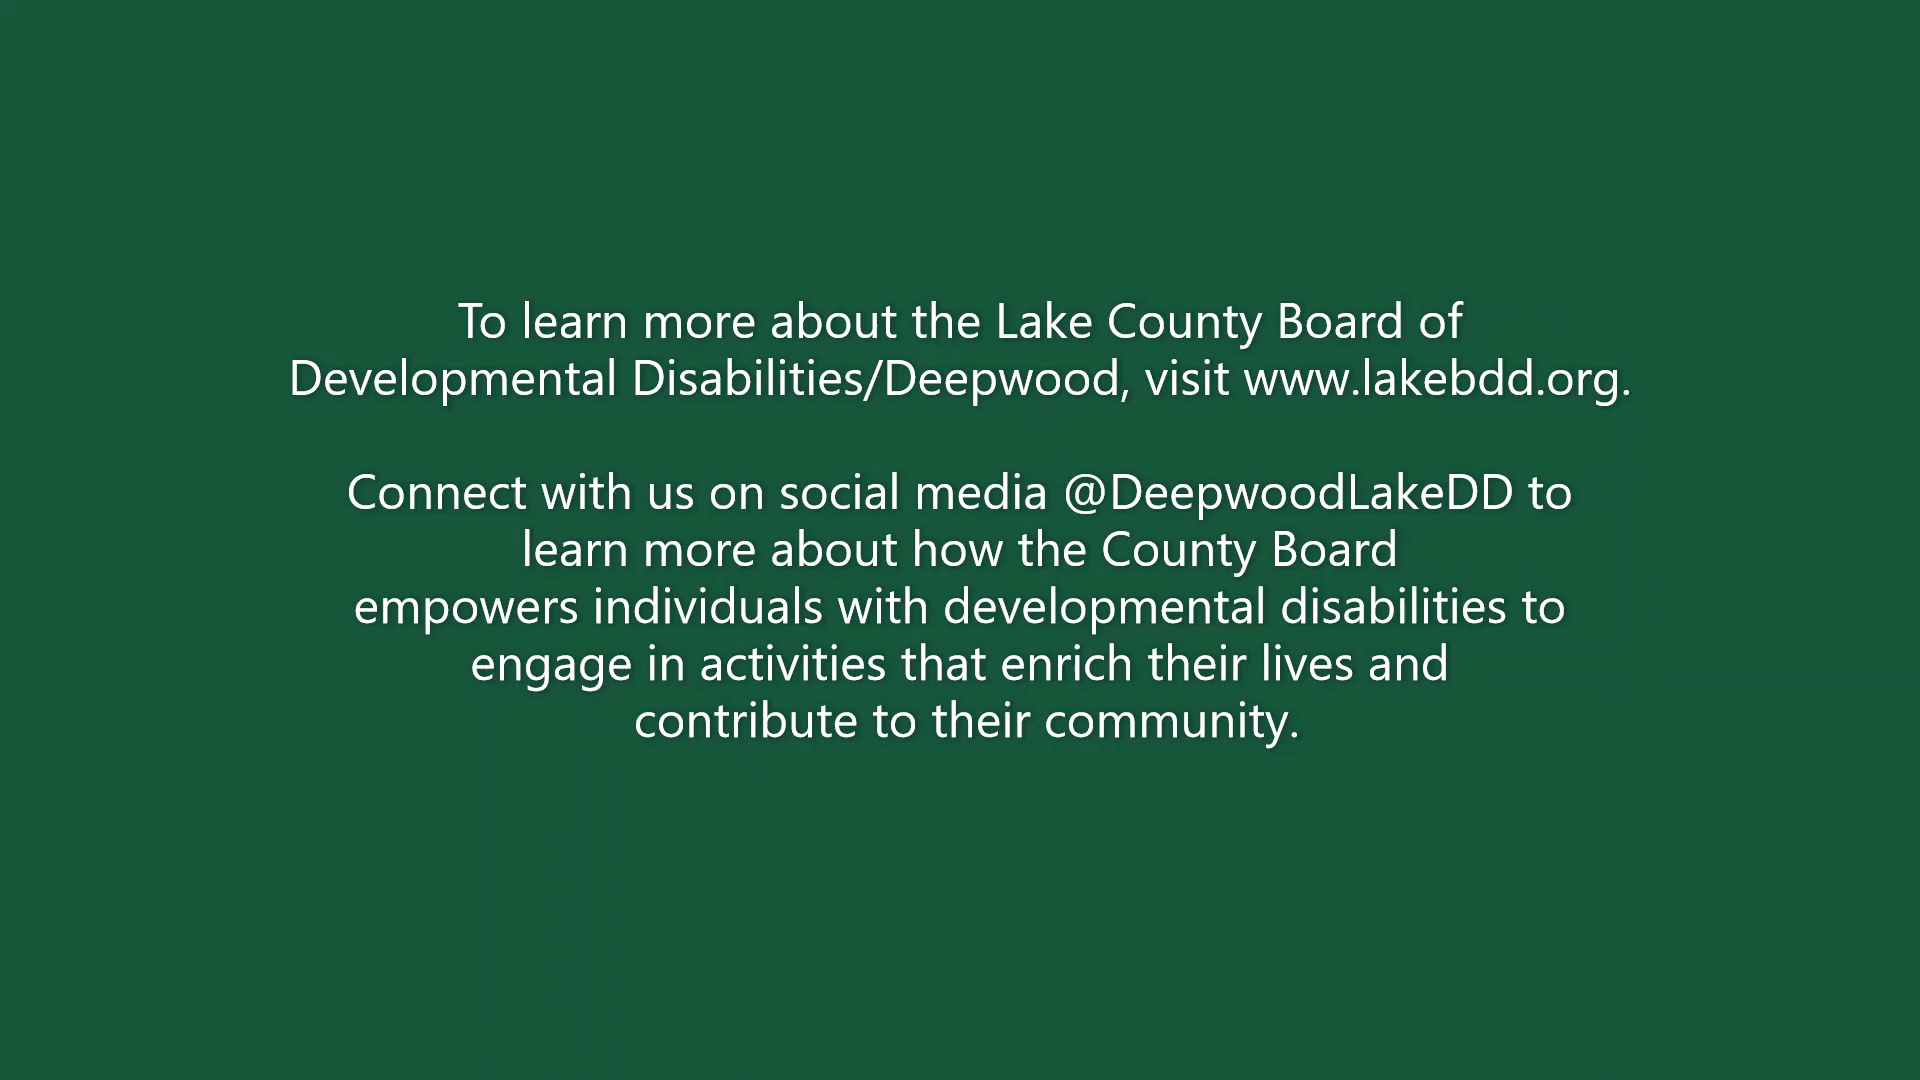 To learn more about the Lake County Board of
Developmental Disabilities/Deepwood, visit www.lakebdd.org.
Connect with us on social media @DeepwoodLakeDD to
learn more about how the County Board
empowers individuals with developmental disabilities to
engage in activities that enrich their lives and
contribute to their community.